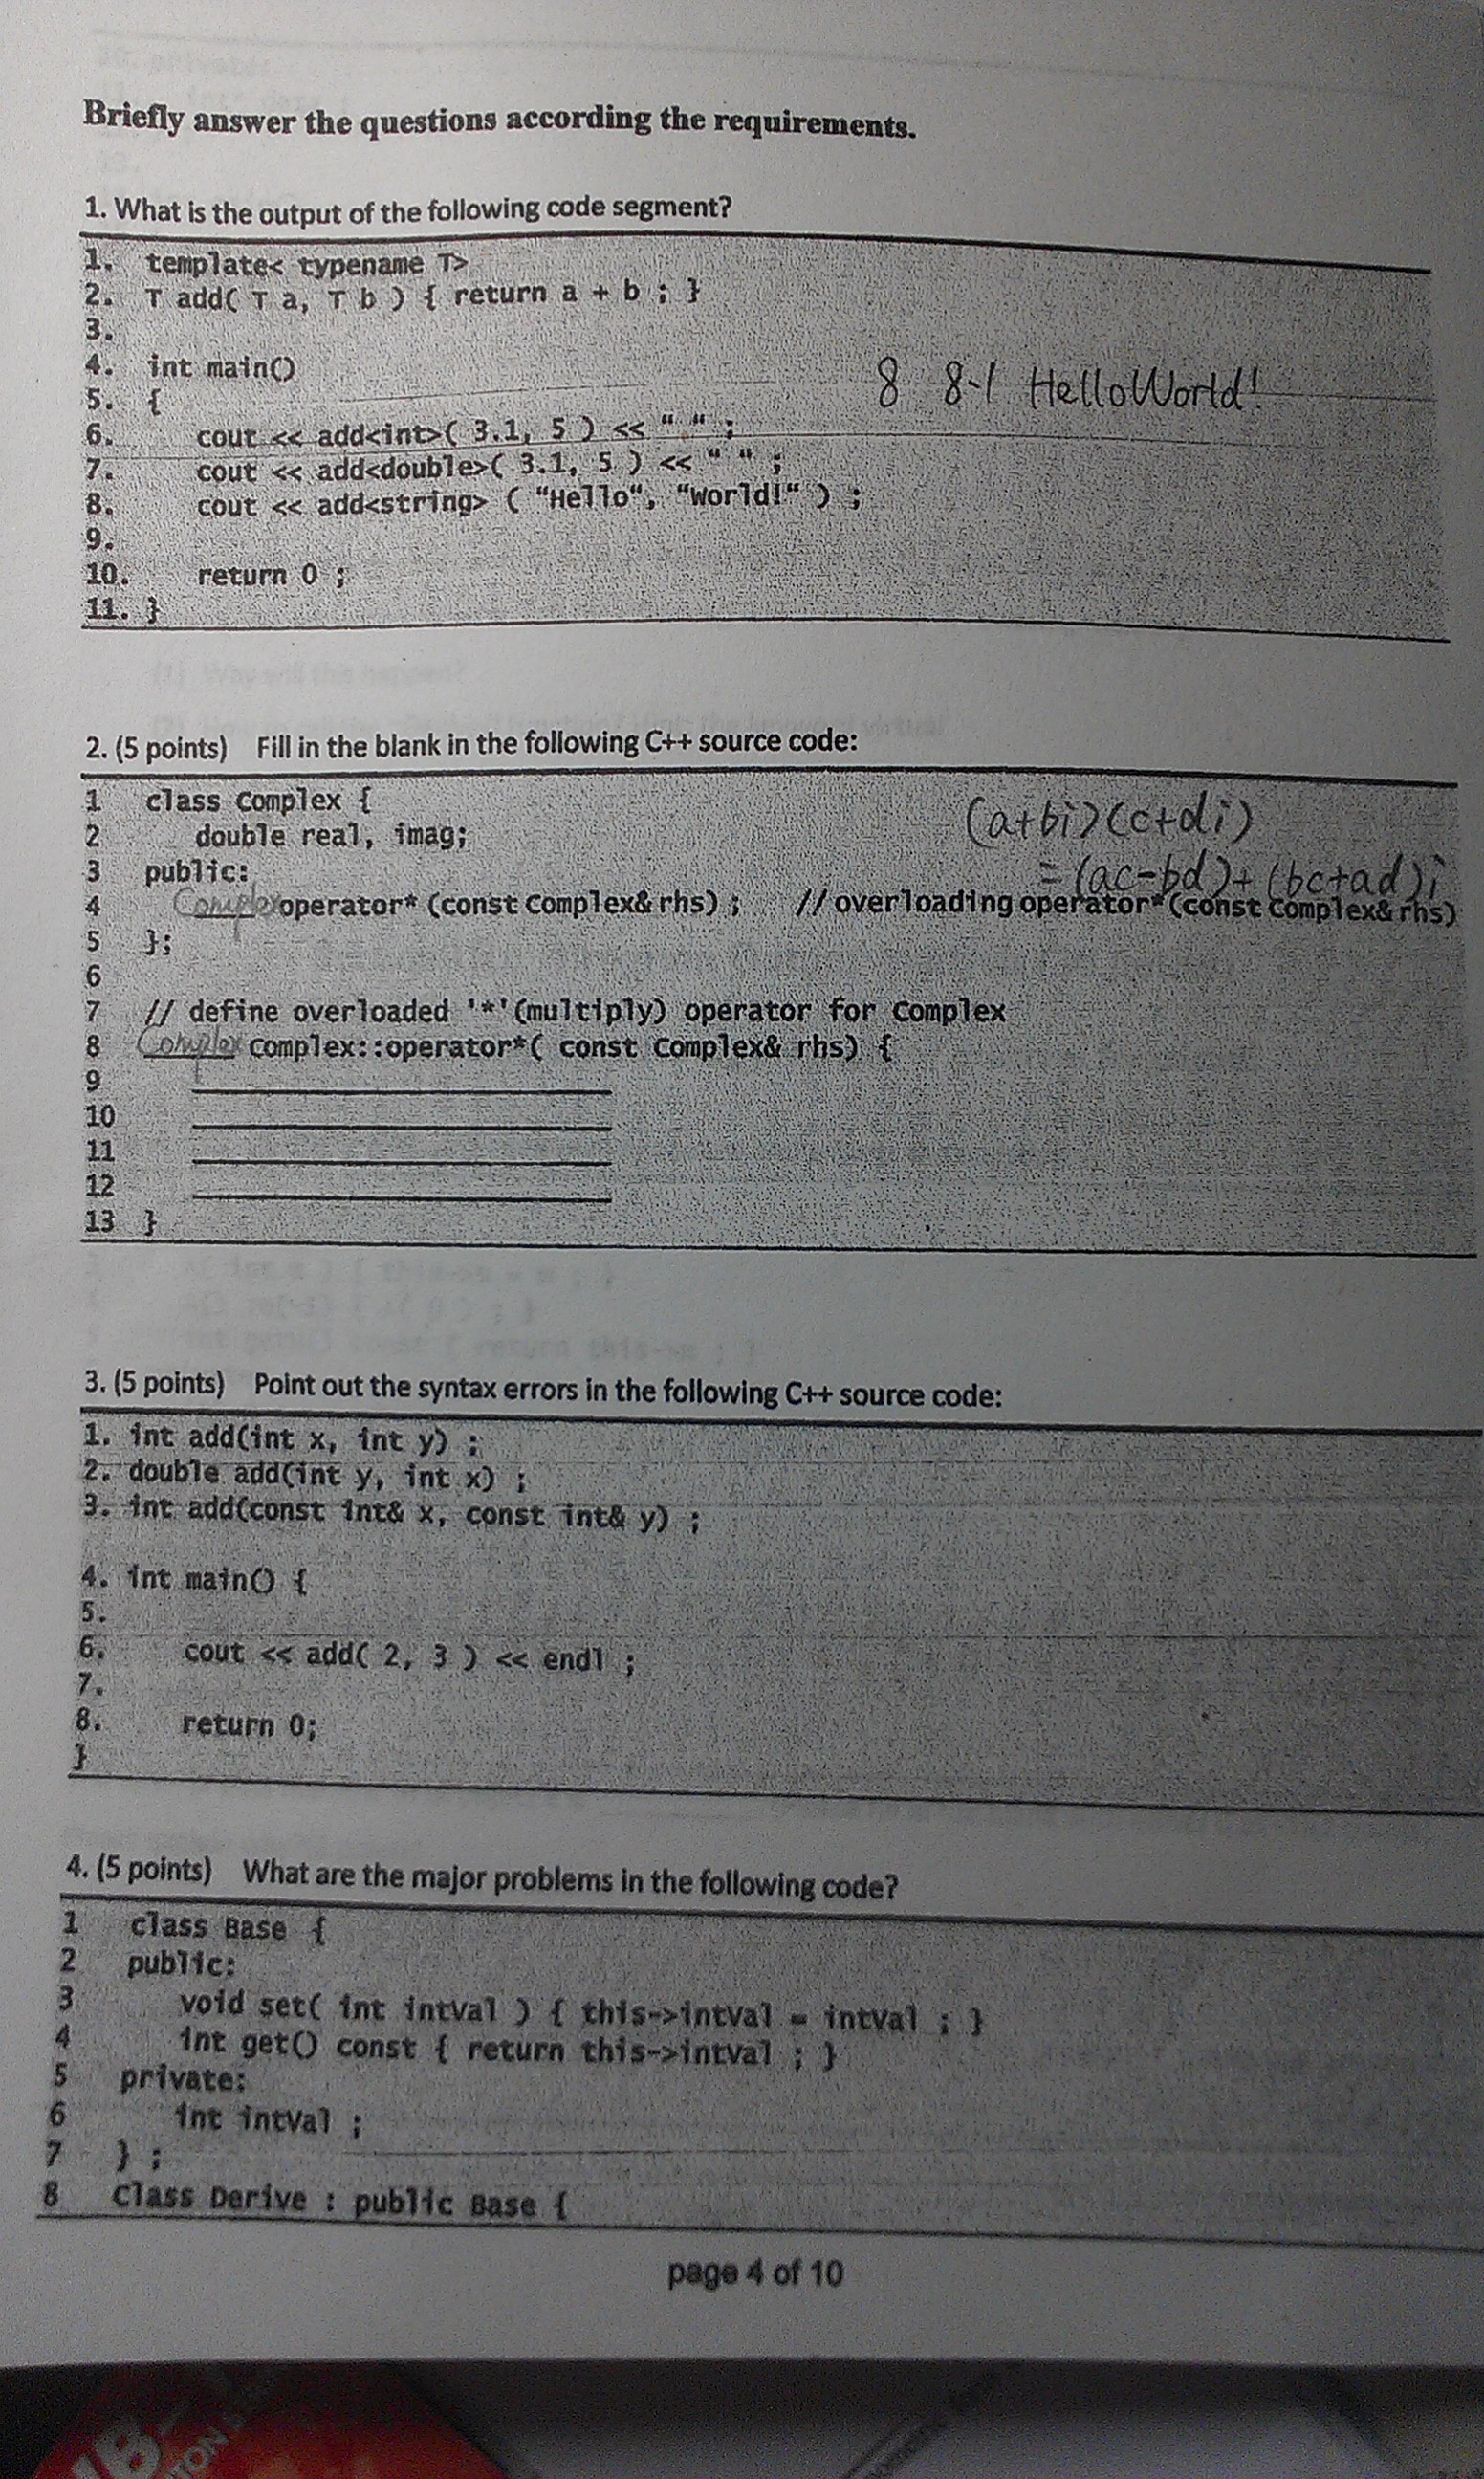 Briefly answer the questions according the requirements.
1. What is the output of the following code segment?
1. template< typename T>
2. T add( T a, T b ) { return a + b ; }
3.
4. int main()
5. {
8 8.1 HelloWorld!
6. cout << add<int>( 3.1, 5 ) << " " ;
7. cout << add<double>( 3.1, 5 ) << " " ;
8. cout << add<string> ( "Hello", "World!" ) ;
9.
10. return 0 ;
11. }
2. (5 points) Fill in the blank in the following C++ source code:
1 class Complex {
(a+bi)(c+di)
2 double real, imag;
3 public:
=(ac-bd)+(bc+ad)i
4 Complex operator* (const Complex& rhs) ; // overloading operator*(const Complex& rhs)
5 };
6
7 // define overloaded '*'(multiply) operator for Complex
8 Complex Complex::operator*( const Complex& rhs) {
9
10
11
12
13 }
3. (5 points) Point out the syntax errors in the following C++ source code:
1. int add(int x, int y) ;
2. double add(int y, int x) ;
3. int add(const int& x, const int& y) ;
4. int main() {
5.
6. cout << add( 2, 3 ) << endl ;
7.
8. return 0;
}
4. (5 points) What are the major problems in the following code?
1 class Base {
2 public:
3 void set( int intVal ) { this->intVal = intVal ; }
4 int get() const { return this->intVal ; }
5 private:
6 int intVal ;
7 } ;
8 Class Derive : public Base {
page 4 of 10